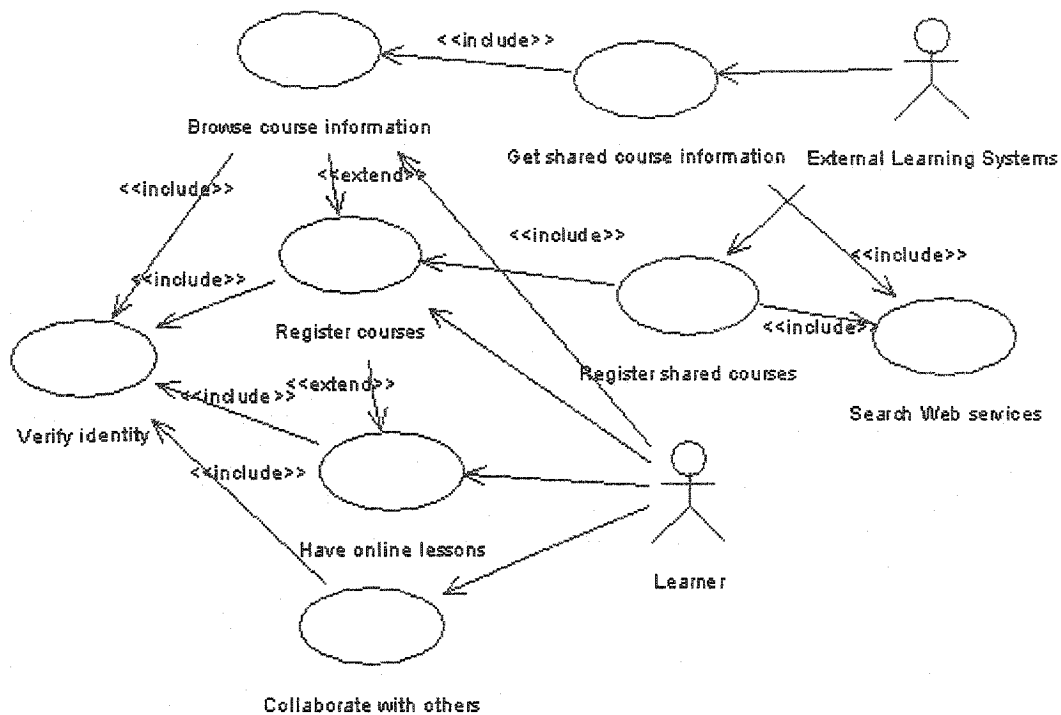 <<include>>
Browse course information
Get shared course information
External Learning Systems
<<include>>
<<extend>>
<<include>>
<<include>>
<<include>>
Register courses
<<include>>
Register shared courses
Search Web services
<<extend>>
<<include>>
Verify identity
<<include>>
Have online lessons
Learner
Collaborate with others